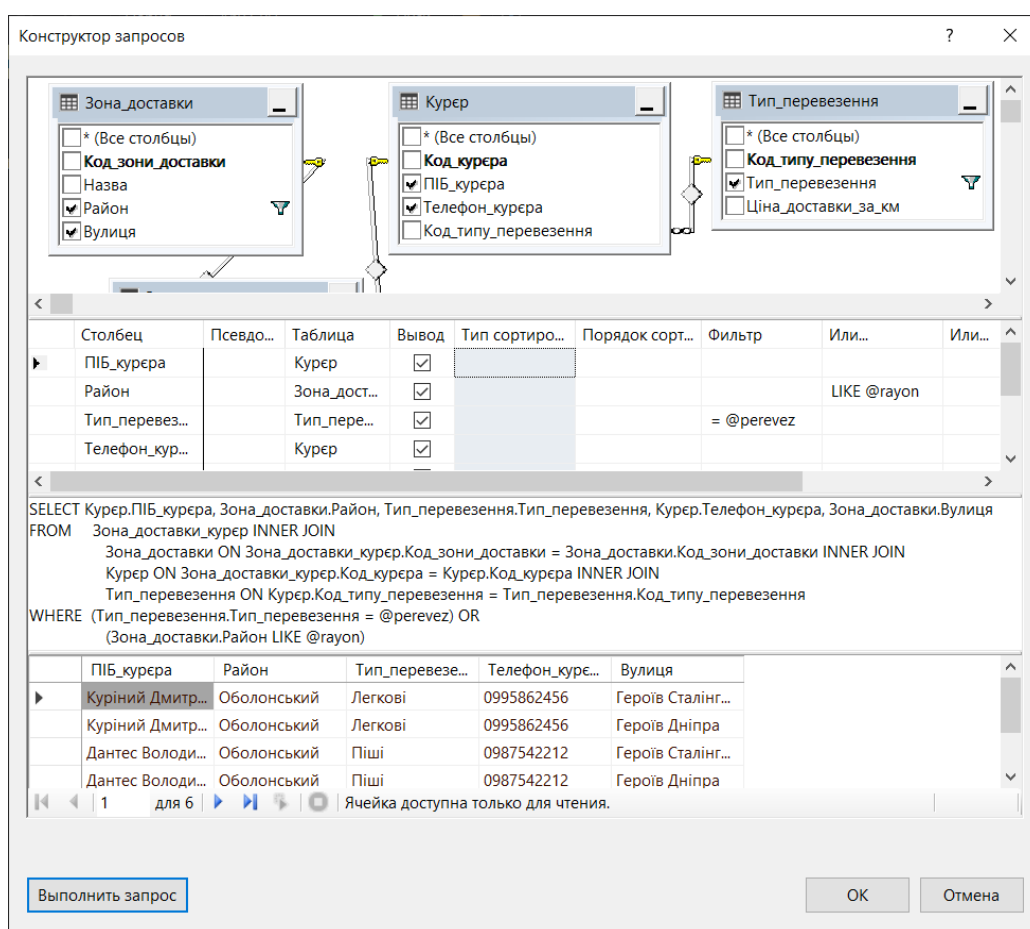 Конструктор запросов ?
Зона_доставки
* (Все столбцы)
Код_зони_доставки
Назва
Район
Вулиця
Курєр
* (Все столбцы)
Код_курєра
ПІБ_курєра
Телефон_курєра
Код_типу_перевезення
Тип_перевезення
* (Все столбцы)
Код_типу_перевезення
Тип_перевезення
Ціна_доставки_за_км
Столбец Псевдо... Таблица Вывод Тип сортиро... Порядок сорт... Фильтр Или... Или...
ПІБ_курєра Курєр
Район Зона_дост... LIKE @rayon
Тип_перевез... Тип_пере... = @perevez
Телефон_кур... Курєр
SELECT Курєр.ПІБ_курєра, Зона_доставки.Район, Тип_перевезення.Тип_перевезення, Курєр.Телефон_курєра, Зона_доставки.Вулиця
FROM Зона_доставки_курєр INNER JOIN
Зона_доставки ON Зона_доставки_курєр.Код_зони_доставки = Зона_доставки.Код_зони_доставки INNER JOIN
Курєр ON Зона_доставки_курєр.Код_курєра = Курєр.Код_курєра INNER JOIN
Тип_перевезення ON Курєр.Код_типу_перевезення = Тип_перевезення.Код_типу_перевезення
WHERE (Тип_перевезення.Тип_перевезення = @perevez) OR
(Зона_доставки.Район LIKE @rayon)
ПІБ_курєра Район Тип_перевезе... Телефон_курє... Вулиця
Куріний Дмитр... Оболонський Легкові 0995862456 Героїв Сталінг...
Куріний Дмитр... Оболонський Легкові 0995862456 Героїв Дніпра
Дантес Володи... Оболонський Піші 0987542212 Героїв Сталінг...
Дантес Володи... Оболонський Піші 0987542212 Героїв Дніпра
1 для 6 Ячейка доступна только для чтения.
Выполнить запрос ОК Отмена